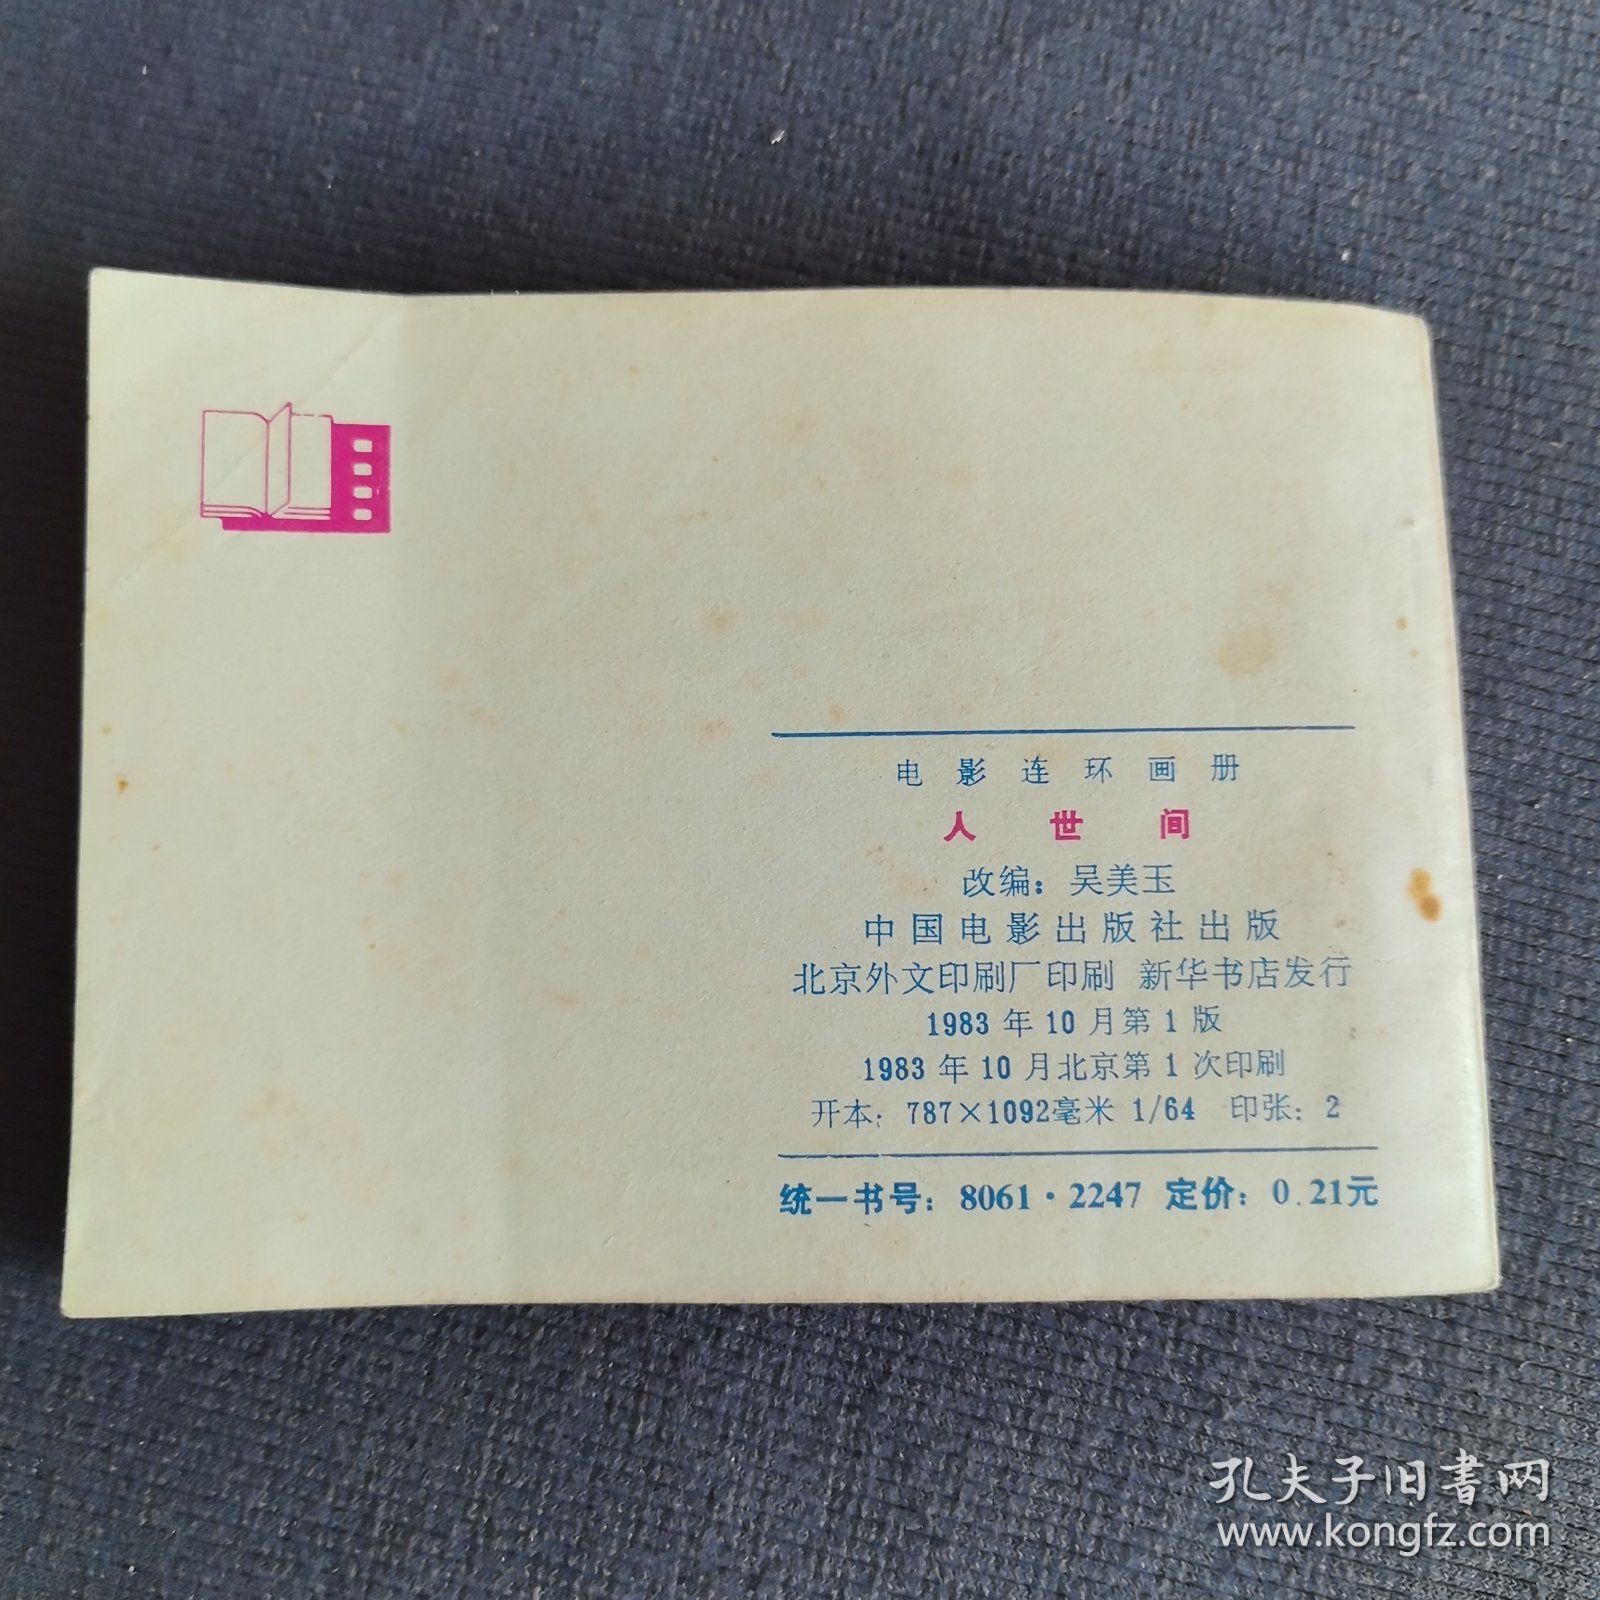 电影连环画册
人世间
改编：吴美玉
中国电影出版社出版
北京外文印刷厂印刷 新华书店发行
1983年10月第1版
1983年10月北京第1次印刷
开本：787×1092毫米 1/64 印张：2
统一书号：8061·2247 定价：0.21元
孔夫子旧書网
www.kongfz.com